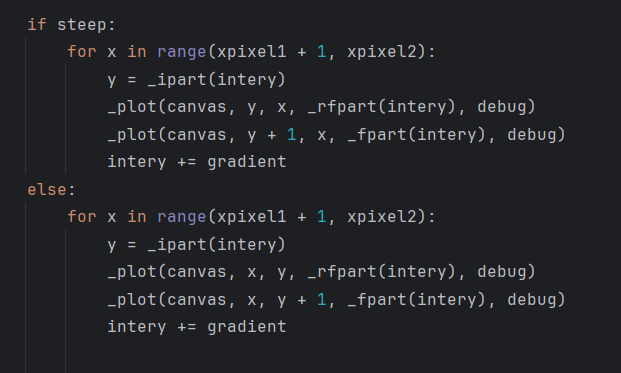 if steep:
    for x in range(xpixel1 + 1, xpixel2):
        y = _ipart(intery)
        _plot(canvas, y, x, _rfpart(intery), debug)
        _plot(canvas, y + 1, x, _fpart(intery), debug)
        intery += gradient
else:
    for x in range(xpixel1 + 1, xpixel2):
        y = _ipart(intery)
        _plot(canvas, x, y, _rfpart(intery), debug)
        _plot(canvas, x, y + 1, _fpart(intery), debug)
        intery += gradient